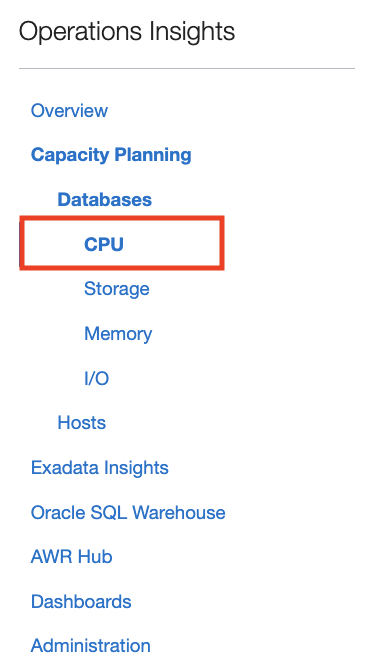 Operations Insights
Overview
Capacity Planning
Databases
CPU
Storage
Memory
I/O
Hosts
Exadata Insights
Oracle SQL Warehouse
AWR Hub
Dashboards
Administration